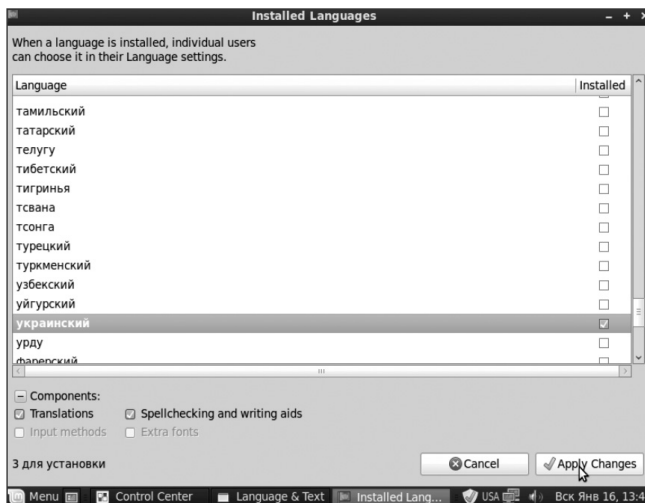 Installed Languages
When a language is installed, individual users
can choose it in their Language settings.
Language Installed
тамильский
татарский
телугу
тибетский
тигринья
тсвана
тсонга
турецкий
туркменский
узбекский
уйгурский
украинский
урду
фарерский
Components:
Translations Spellchecking and writing aids
Input methods Extra fonts
3 для установки Cancel Apply Changes
Menu Control Center Language & Text Installed Lang... USA Вск Янв 16, 13:4